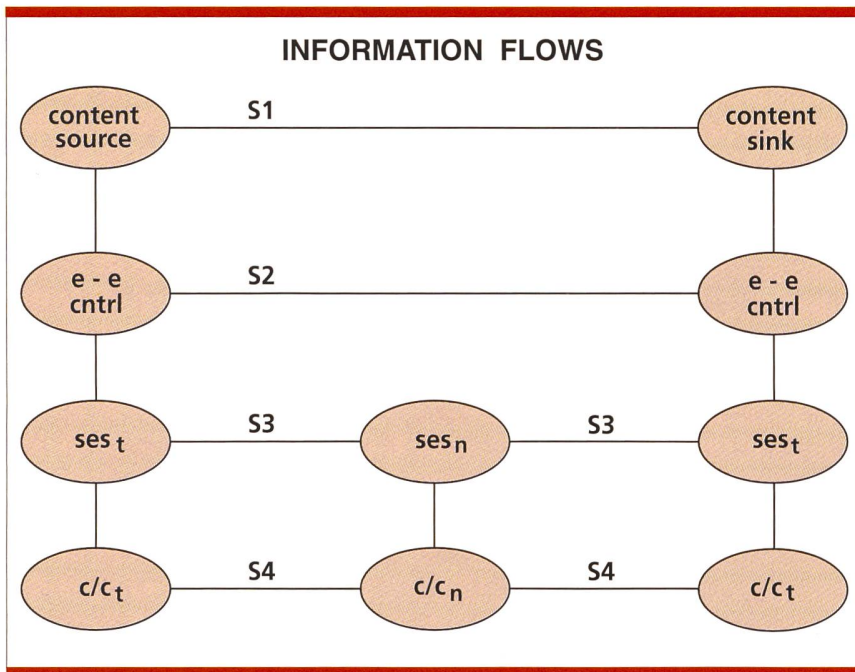 INFORMATION FLOWS
content
source
S1
content
sink
e - e
cntrl
S2
e - e
cntrl
ses t
S3
ses n
S3
ses t
c/c t
S4
c/c n
S4
c/c t